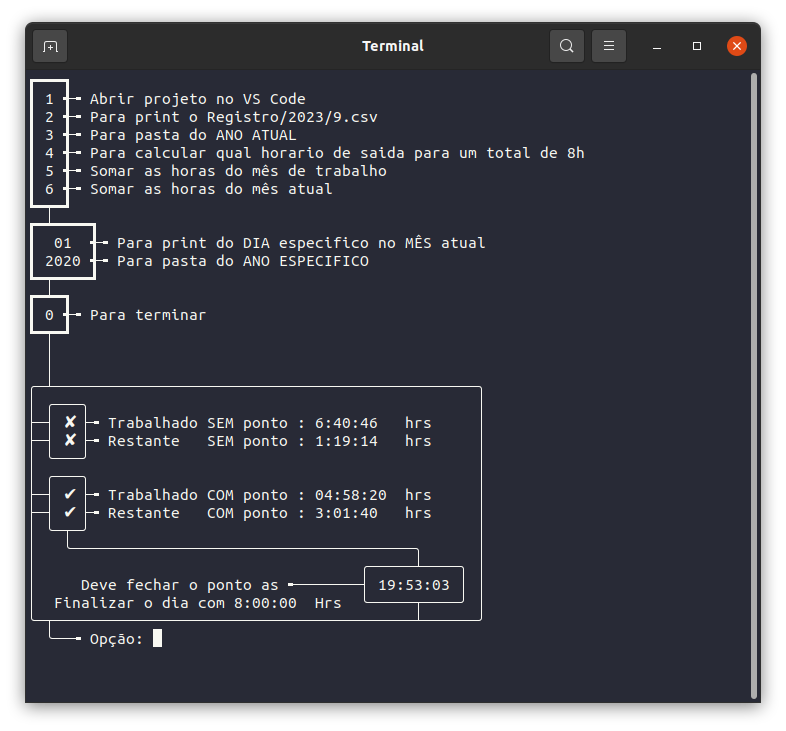 Terminal
1 Abrir projeto no VS Code
2 Para print o Registro/2023/9.csv
3 Para pasta do ANO ATUAL
4 Para calcular qual horario de saida para um total de 8h
5 Somar as horas do mês de trabalho
6 Somar as horas do mês atual
01 Para print do DIA especifico no MÊS atual
2020 Para pasta do ANO ESPECIFICO
0 Para terminar
✘ Trabalhado SEM ponto : 6:40:46 hrs
✘ Restante SEM ponto : 1:19:14 hrs
✔ Trabalhado COM ponto : 04:58:20 hrs
✔ Restante COM ponto : 3:01:40 hrs
Deve fechar o ponto as 19:53:03
Finalizar o dia com 8:00:00 Hrs
Opção: